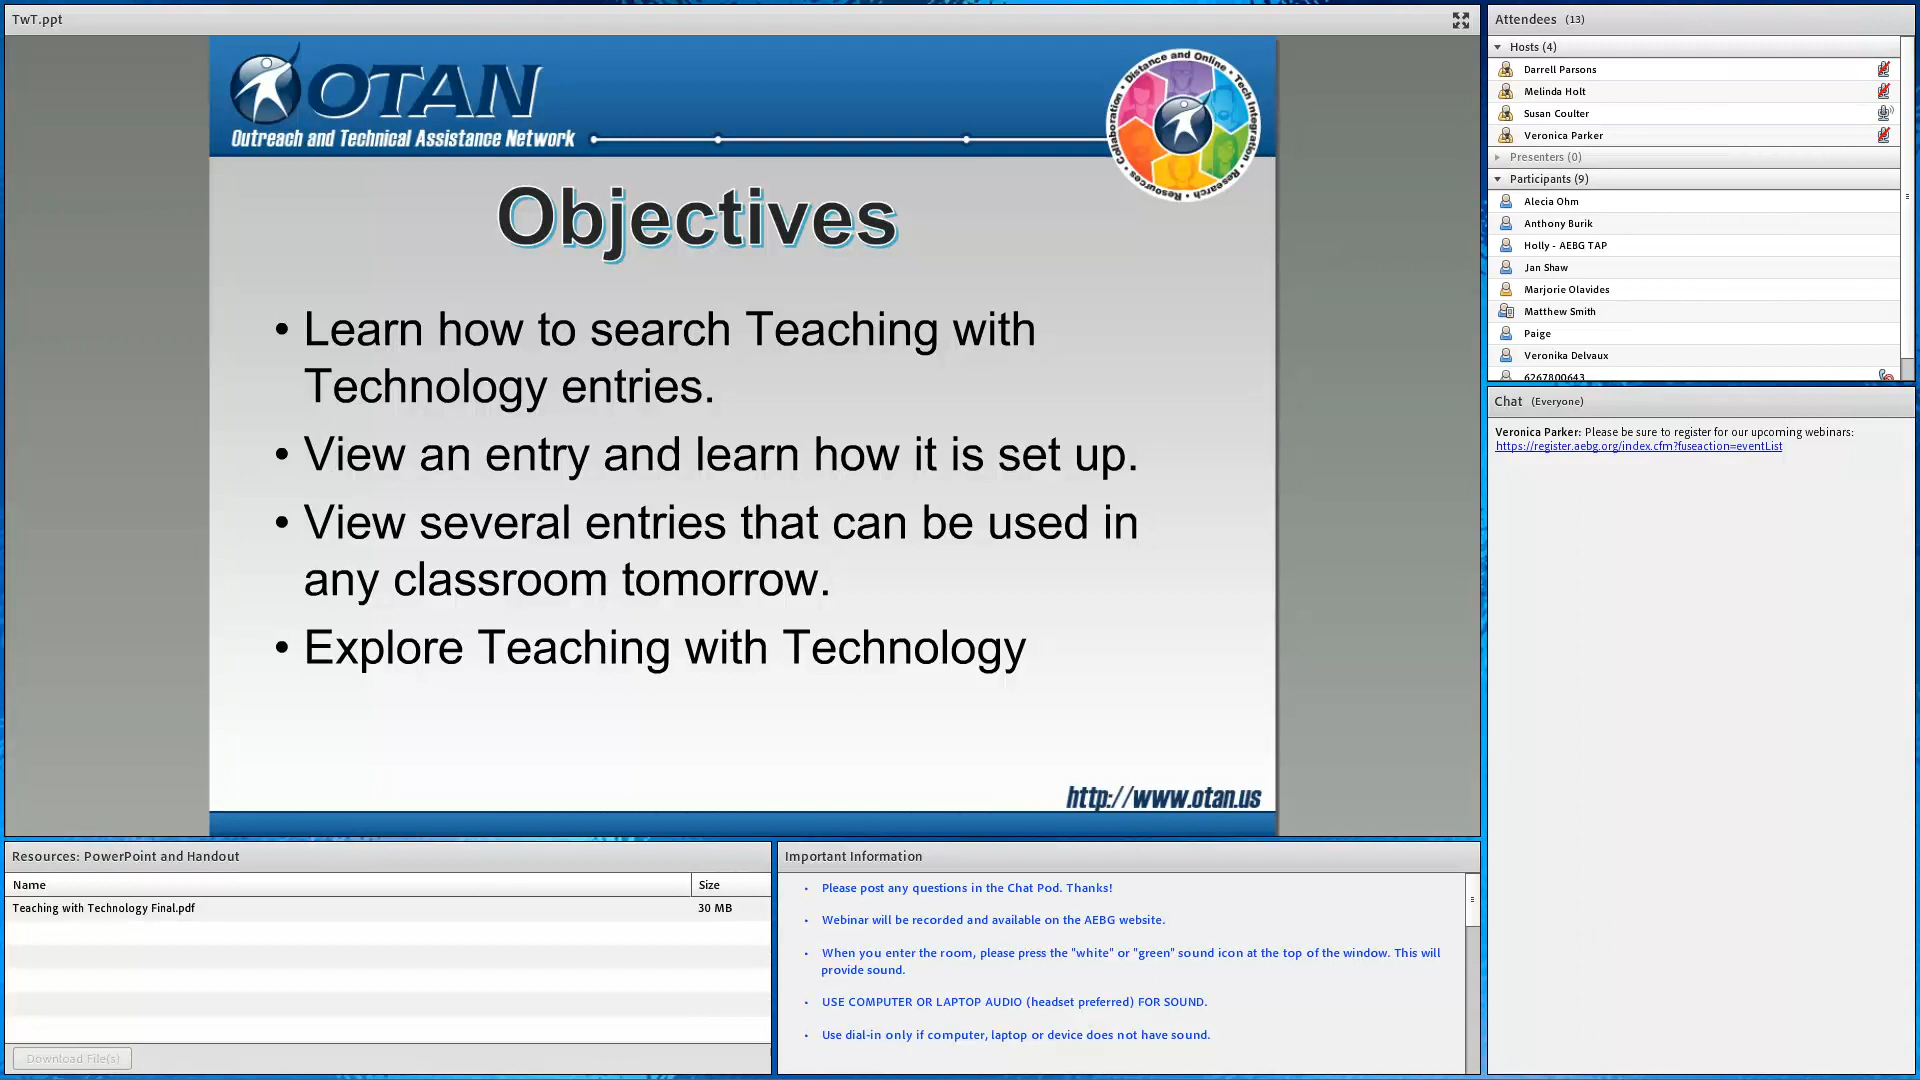 TwT.ppt
OTAN
Outreach and Technical Assistance Network
Collaboration • Distance and Online • Tech Integration • Research • Resources •
Objectives
• Learn how to search Teaching with
Technology entries.
• View an entry and learn how it is set up.
• View several entries that can be used in
any classroom tomorrow.
• Explore Teaching with Technology
http://www.otan.us
Attendees (13)
Hosts (4)
Darrell Parsons
Melinda Holt
Susan Coulter
Veronica Parker
Presenters (0)
Participants (9)
Alecia Ohm
Anthony Burik
Holly - AEBG TAP
Jan Shaw
Marjorie Olavides
Matthew Smith
Paige
Veronika Delvaux
6267800643
Chat (Everyone)
Veronica Parker: Please be sure to register for our upcoming webinars:
https://register.aebg.org/index.cfm?fuseaction=eventList
Resources: PowerPoint and Handout
Name Size
Teaching with Technology Final.pdf 30 MB
Download File(s)
Important Information
• Please post any questions in the Chat Pod. Thanks!
• Webinar will be recorded and available on the AEBG website.
• When you enter the room, please press the "white" or "green" sound icon at the top of the window. This will
provide sound.
• USE COMPUTER OR LAPTOP AUDIO (headset preferred) FOR SOUND.
• Use dial-in only if computer, laptop or device does not have sound.